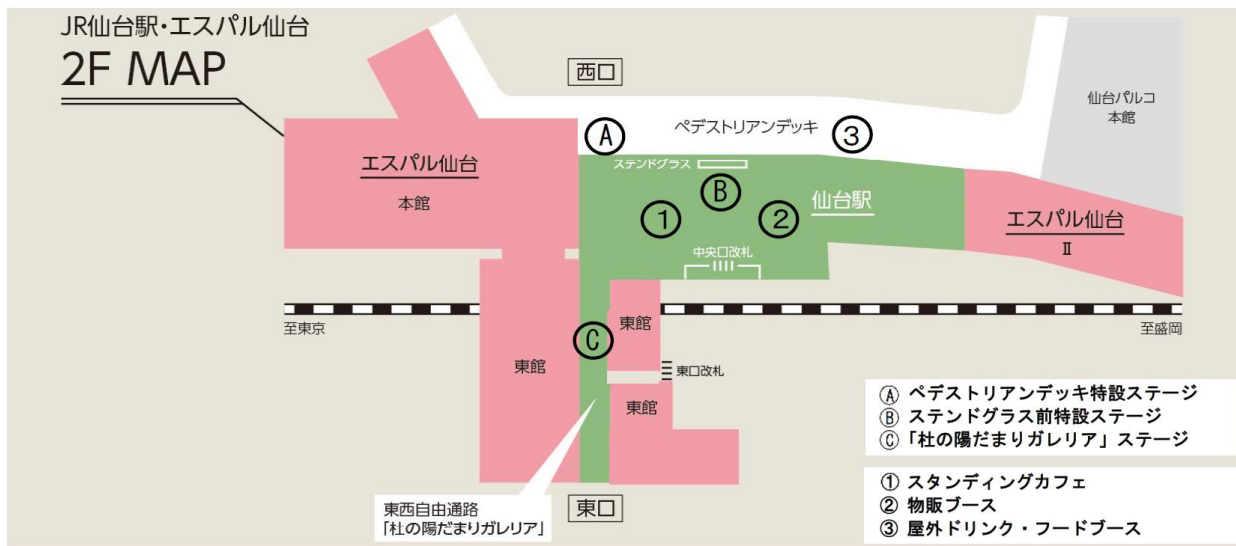 JR仙台駅・エスパル仙台
2F MAP
西口
仙台パルコ
本館
Ⓐ
ペデストリアンデッキ
③
エスパル仙台
本館
ステンドグラス
Ⓑ
①
②
仙台駅
エスパル仙台
Ⅱ
中央口改札
至東京
至盛岡
東館
Ⓒ
東館
東口改札
東館
東西自由通路
「杜の陽だまりガレリア」
東口
Ⓐ ペデストリアンデッキ特設ステージ
Ⓑ ステンドグラス前特設ステージ
Ⓒ 「杜の陽だまりガレリア」ステージ
① スタンディングカフェ
② 物販ブース
③ 屋外ドリンク・フードブース